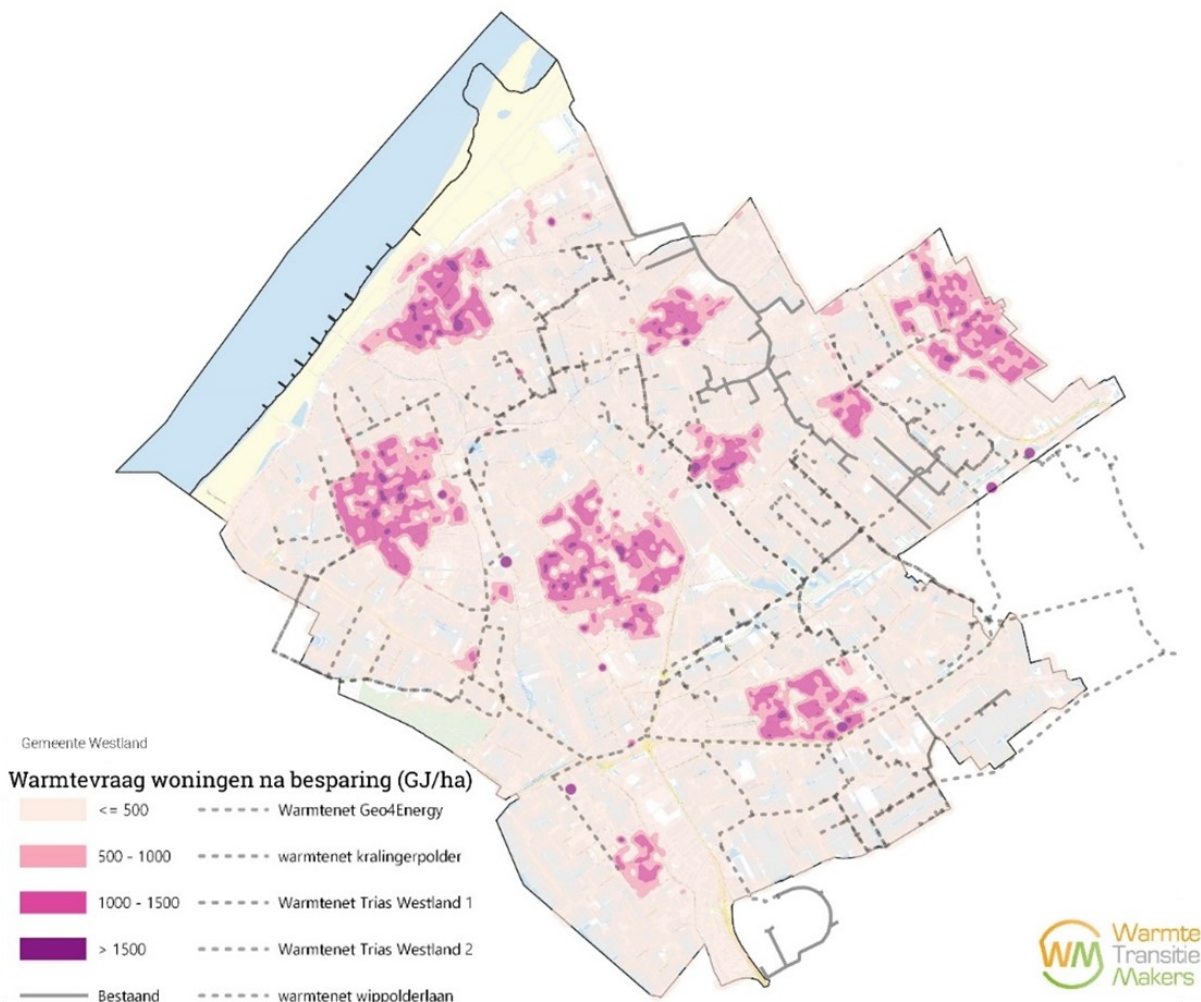 Gemeente Westland
Warmtevraag woningen na besparing (GJ/ha)
<= 500
Warmtenet Geo4Energy
500 - 1000
warmtenet kralingerpolder
1000 - 1500
Warmtenet Trias Westland 1
> 1500
Warmtenet Trias Westland 2
Bestaand
warmtenet wippolderlaan
WM
Warmte
Transitie
Makers